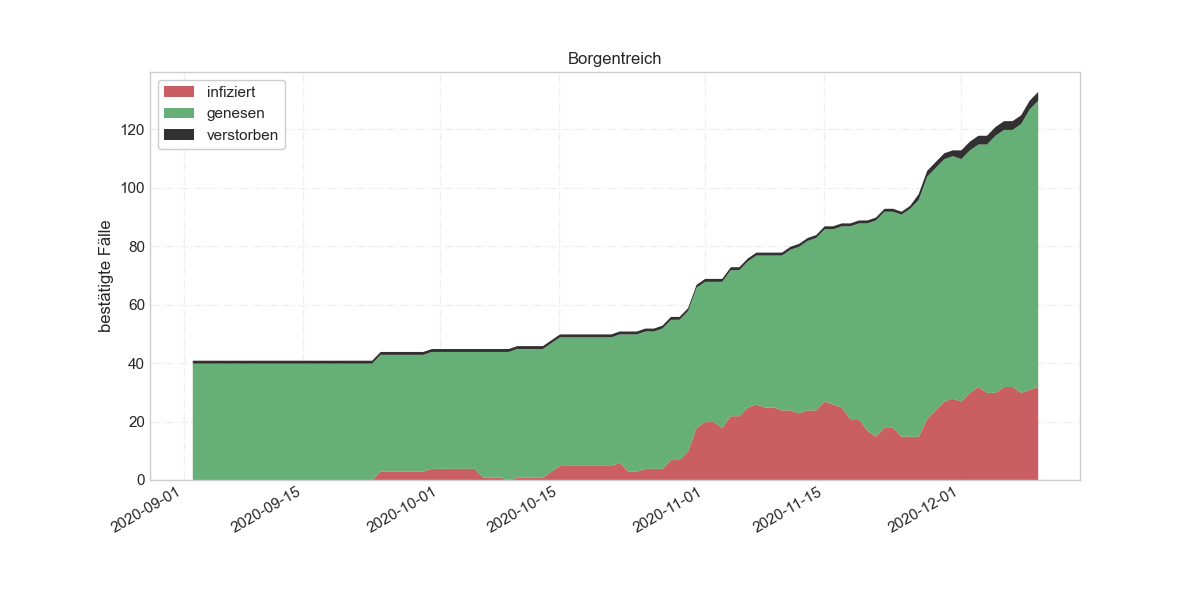 Borgentreich
infiziert
genesen
verstorben
bestätigte Fälle
120
100
80
60
40
20
0
2020-09-01
2020-09-15
2020-10-01
2020-10-15
2020-11-01
2020-11-15
2020-12-01